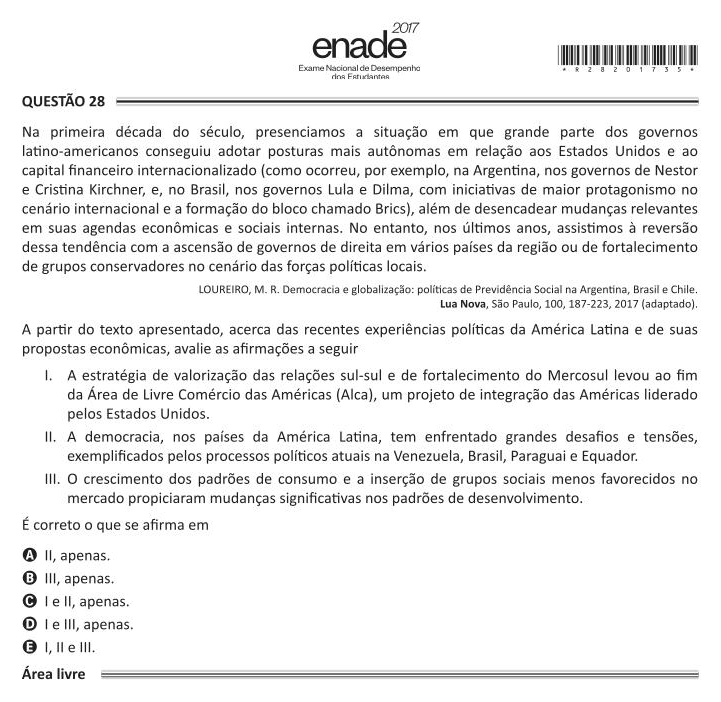 2017
enade
Exame Nacional de Desempenho
dos Estudantes
* R 2 8 2 0 1 7 3 5 *
QUESTÃO 28
Na primeira década do século, presenciamos a situação em que grande parte dos governos
latino-americanos conseguiu adotar posturas mais autônomas em relação aos Estados Unidos e ao
capital financeiro internacionalizado (como ocorreu, por exemplo, na Argentina, nos governos de Nestor
e Cristina Kirchner, e, no Brasil, nos governos Lula e Dilma, com iniciativas de maior protagonismo no
cenário internacional e a formação do bloco chamado Brics), além de desencadear mudanças relevantes
em suas agendas econômicas e sociais internas. No entanto, nos últimos anos, assistimos à reversão
dessa tendência com a ascensão de governos de direita em vários países da região ou de fortalecimento
de grupos conservadores no cenário das forças políticas locais.
LOUREIRO, M. R. Democracia e globalização: políticas de Previdência Social na Argentina, Brasil e Chile.
Lua Nova, São Paulo, 100, 187-223, 2017 (adaptado).
A partir do texto apresentado, acerca das recentes experiências políticas da América Latina e de suas
propostas econômicas, avalie as afirmações a seguir
I. A estratégia de valorização das relações sul-sul e de fortalecimento do Mercosul levou ao fim
da Área de Livre Comércio das Américas (Alca), um projeto de integração das Américas liderado
pelos Estados Unidos.
II. A democracia, nos países da América Latina, tem enfrentado grandes desafios e tensões,
exemplificados pelos processos políticos atuais na Venezuela, Brasil, Paraguai e Equador.
III. O crescimento dos padrões de consumo e a inserção de grupos sociais menos favorecidos no
mercado propiciaram mudanças significativas nos padrões de desenvolvimento.
É correto o que se afirma em
A II, apenas.
B III, apenas.
C I e II, apenas.
D I e III, apenas.
E I, II e III.
Área livre